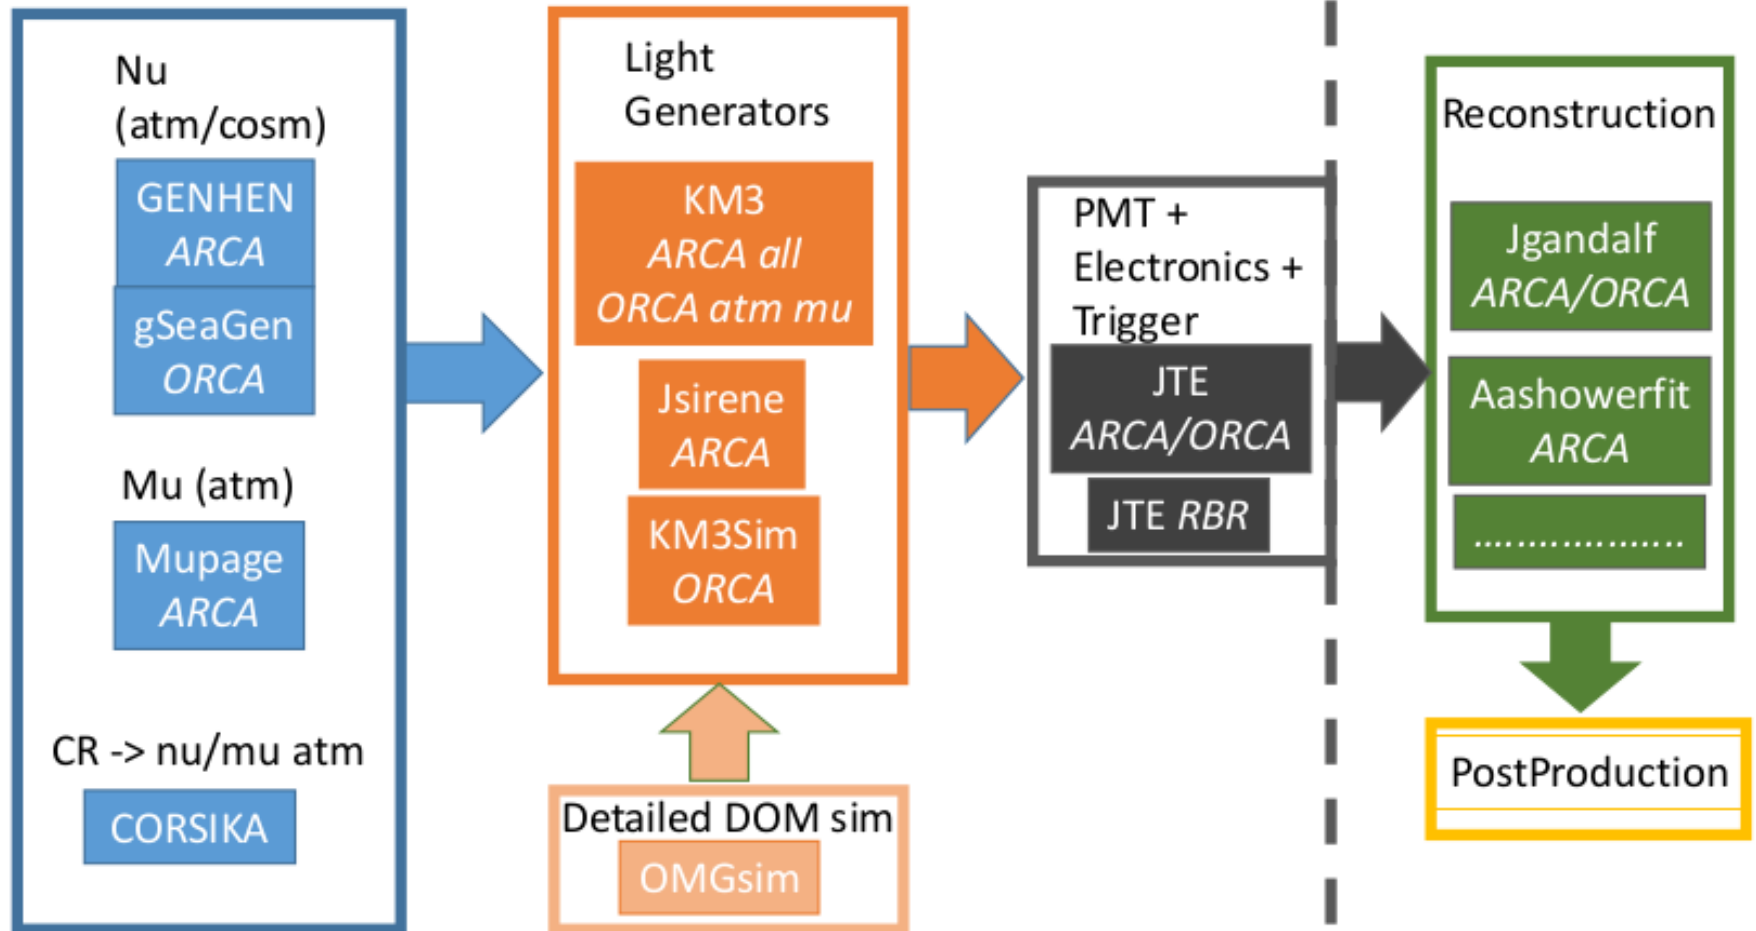 Nu
(atm/cosm)
GENHEN
ARCA
gSeaGen
ORCA
Mu (atm)
Mupage
ARCA
CR -> nu/mu atm
CORSIKA
Light
Generators
KM3
ARCA all
ORCA atm mu
Jsirene
ARCA
KM3Sim
ORCA
Detailed DOM sim
OMGsim
PMT +
Electronics +
Trigger
JTE
ARCA/ORCA
JTE RBR
Reconstruction
Jgandalf
ARCA/ORCA
Aashowerfit
ARCA
...................
PostProduction